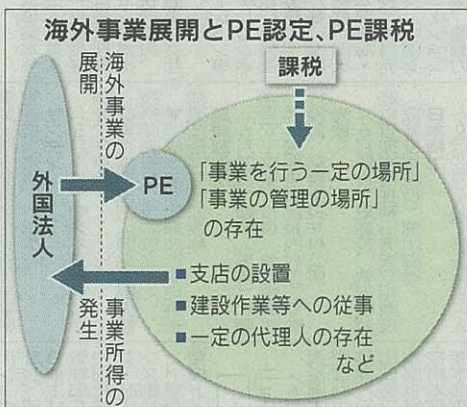 海外事業展開とPE認定、PE課税
課税
海外事業の
展開
外国法人
PE
「事業を行う一定の場所」
「事業の管理の場所」
の存在
■支店の設置
■建設作業等への従事
■一定の代理人の存在
など
事業所得の
発生